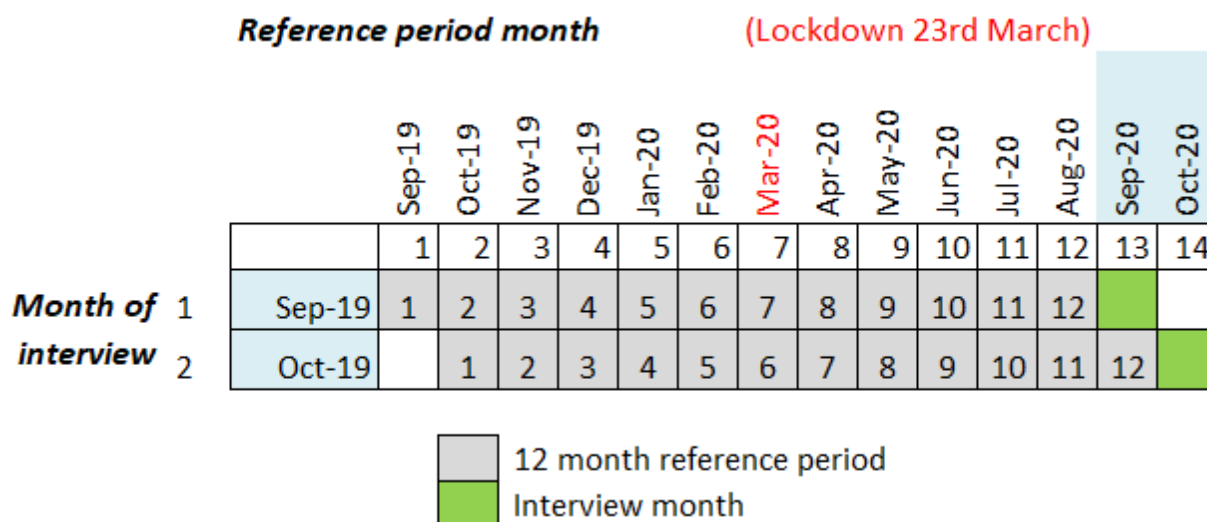 Reference period month (Lockdown 23rd March)
Sep-19 Oct-19 Nov-19 Dec-19 Jan-20 Feb-20 Mar-20 Apr-20 May-20 Jun-20 Jul-20 Aug-20 Sep-20 Oct-20
1 2 3 4 5 6 7 8 9 10 11 12 13 14
Month of 1 Sep-19 1 2 3 4 5 6 7 8 9 10 11 12
interview 2 Oct-19 1 2 3 4 5 6 7 8 9 10 11 12
12 month reference period
Interview month